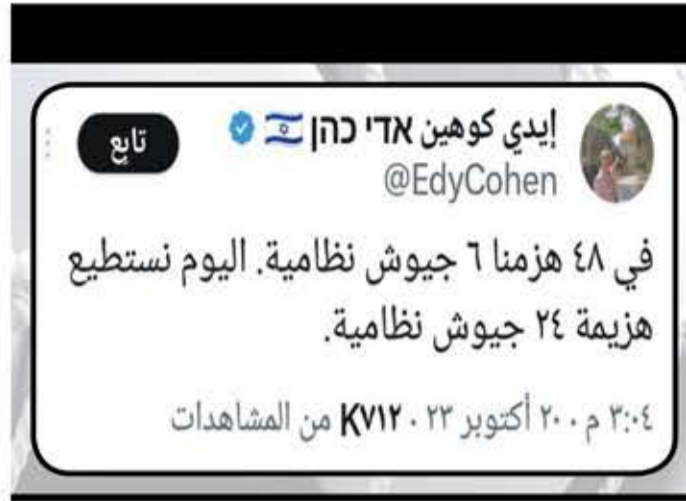 إيدي كوهين אדי כהן 🇮🇱
تابع
@EdyCohen
في ٤٨ هزمنا ٦ جيوش نظامية. اليوم نستطيع
هزيمة ٢٤ جيوش نظامية.
٣:٠٤ م · ٢٠ أكتوبر ٢٣ · K٧١٢ من المشاهدات